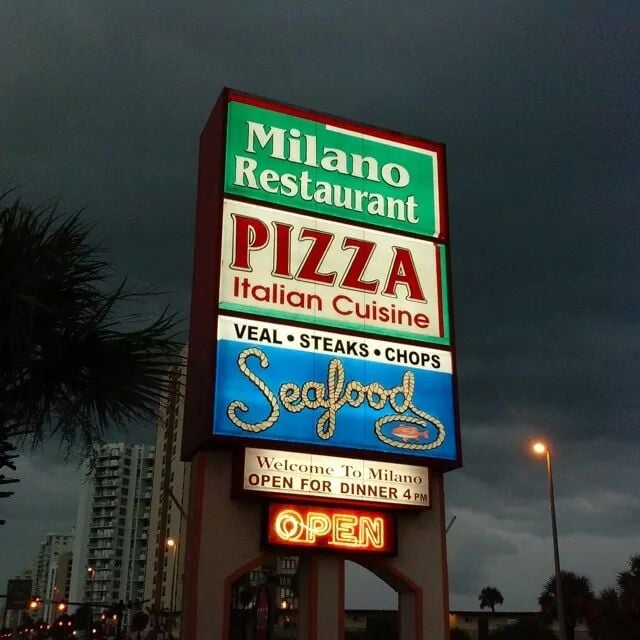 Milano
Restaurant
PIZZA
Italian Cuisine
VEAL • STEAKS • CHOPS
Seafood
Welcome To Milano
OPEN FOR DINNER 4 PM
OPEN